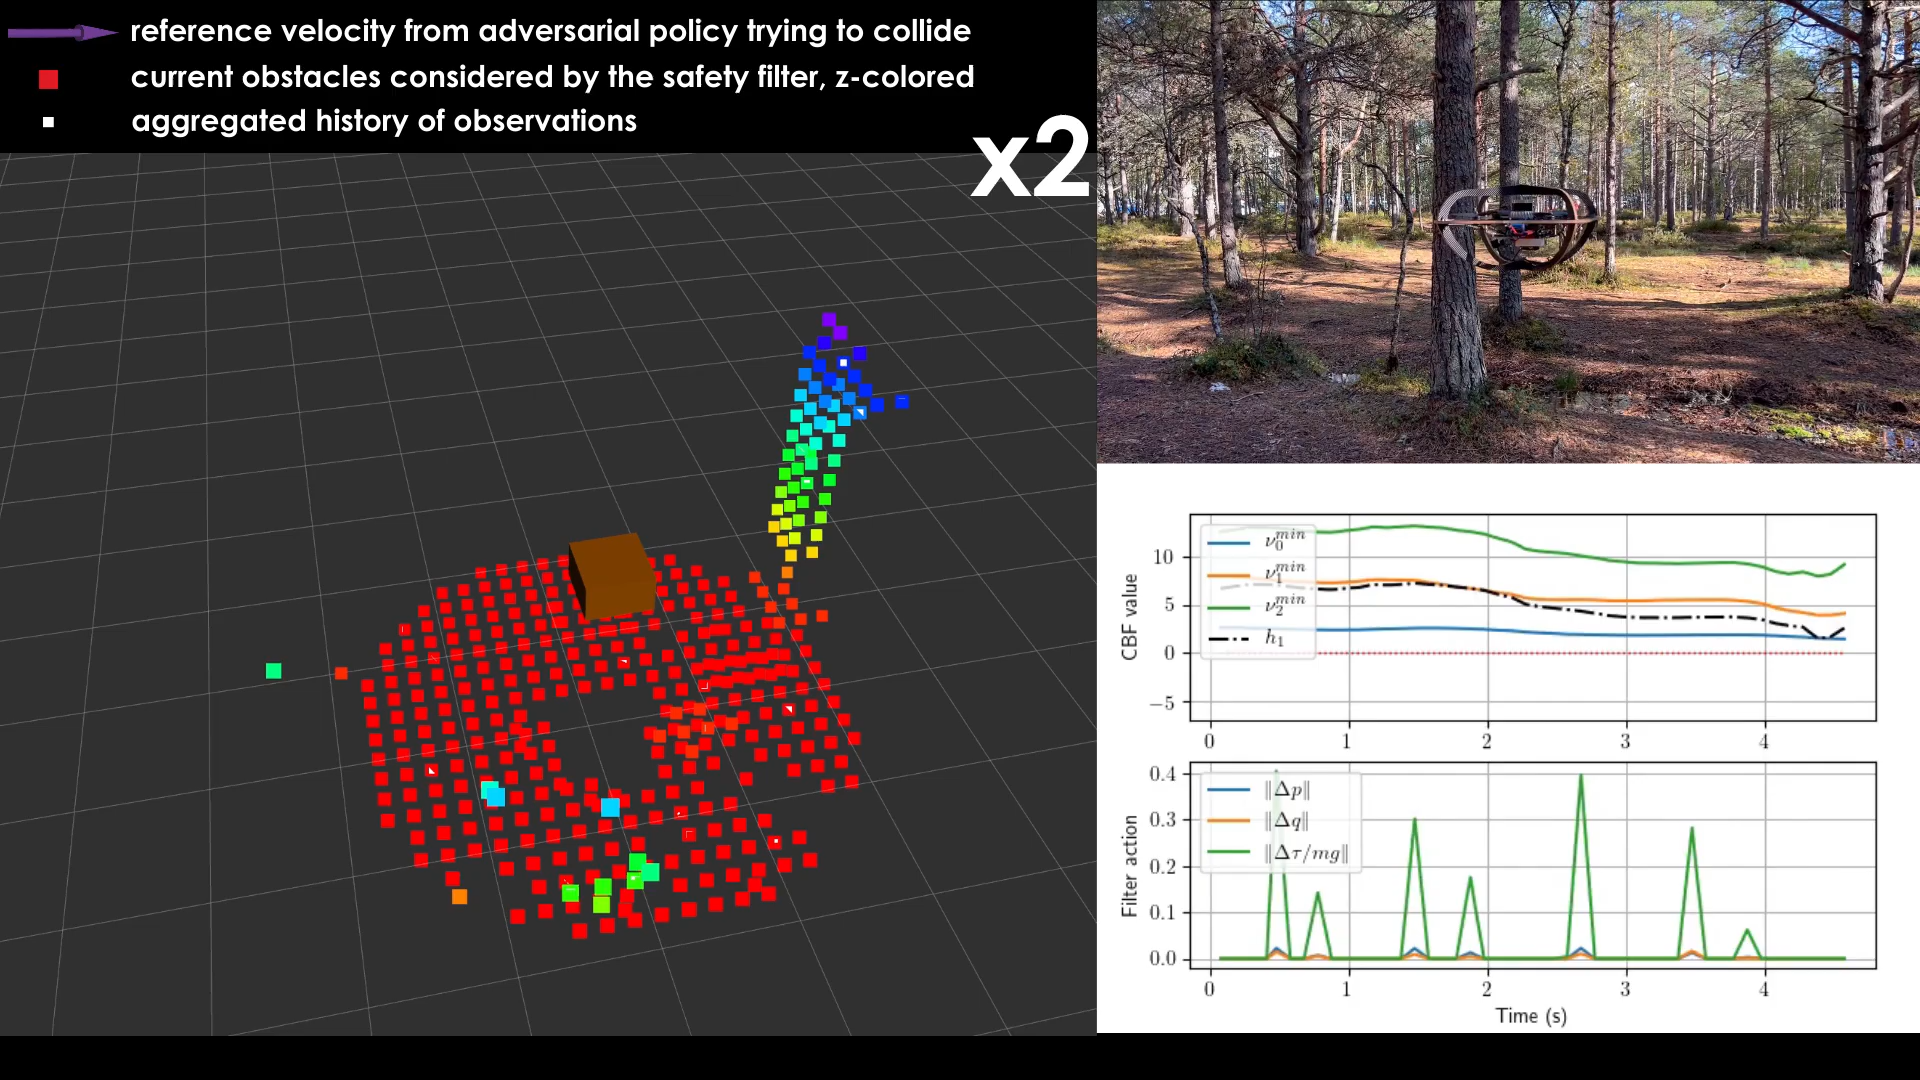 reference velocity from adversarial policy trying to collide
current obstacles considered by the safety filter, z-colored
aggregated history of observations
x2
CBF value
10
5
0
−5
ν₀ᵐⁱⁿ
ν₁ᵐⁱⁿ
ν₂ᵐⁱⁿ
h₁
0 1 2 3 4
Filter action
0.4
0.3
0.2
0.1
0.0
‖Δp‖
‖Δq‖
‖Δτ/mg‖
0 1 2 3 4
Time (s)